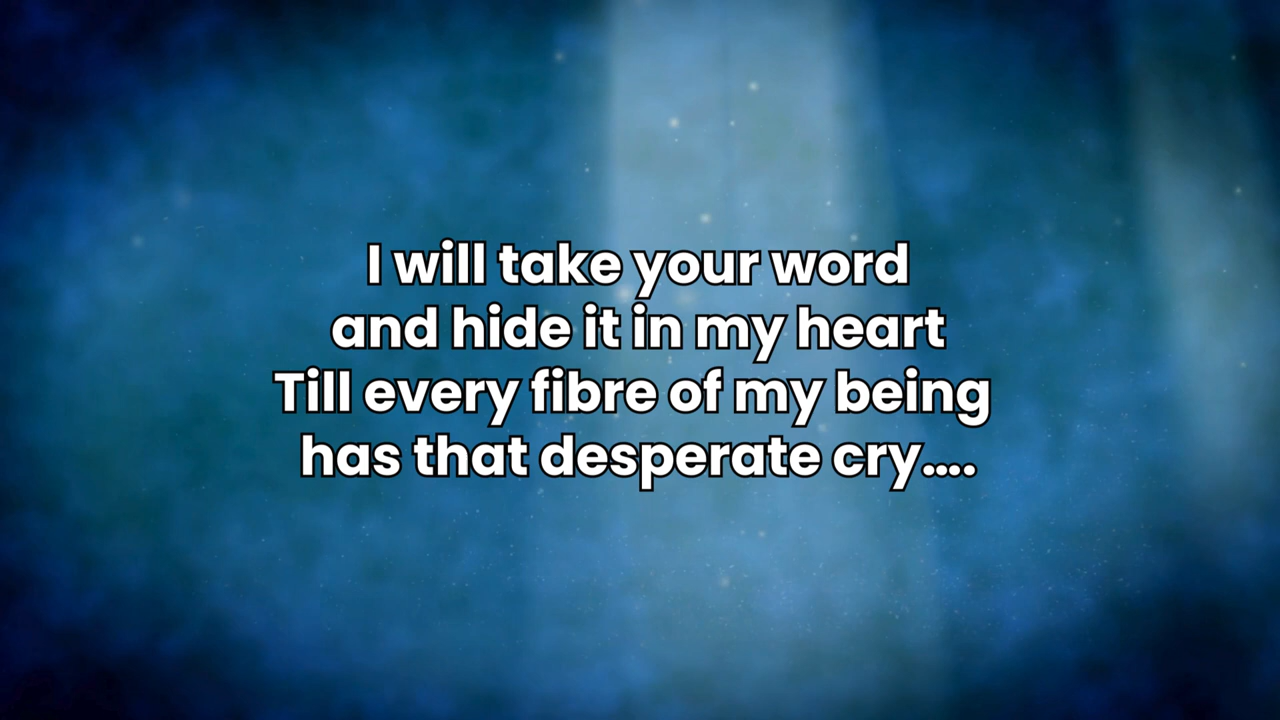 I will take your word
and hide it in my heart
Till every fibre of my being
has that desperate cry....